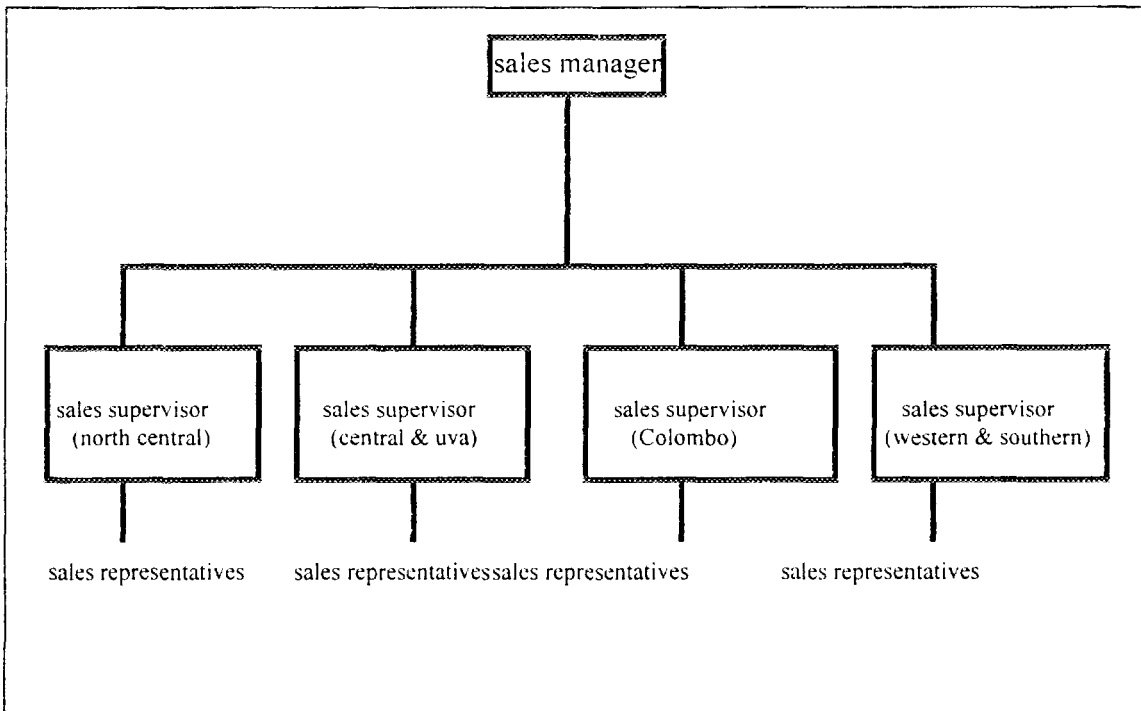 sales manager
sales supervisor
(north central)
sales supervisor
(central & uva)
sales supervisor
(Colombo)
sales supervisor
(western & southern)
sales representatives
sales representatives
sales representatives
sales representatives